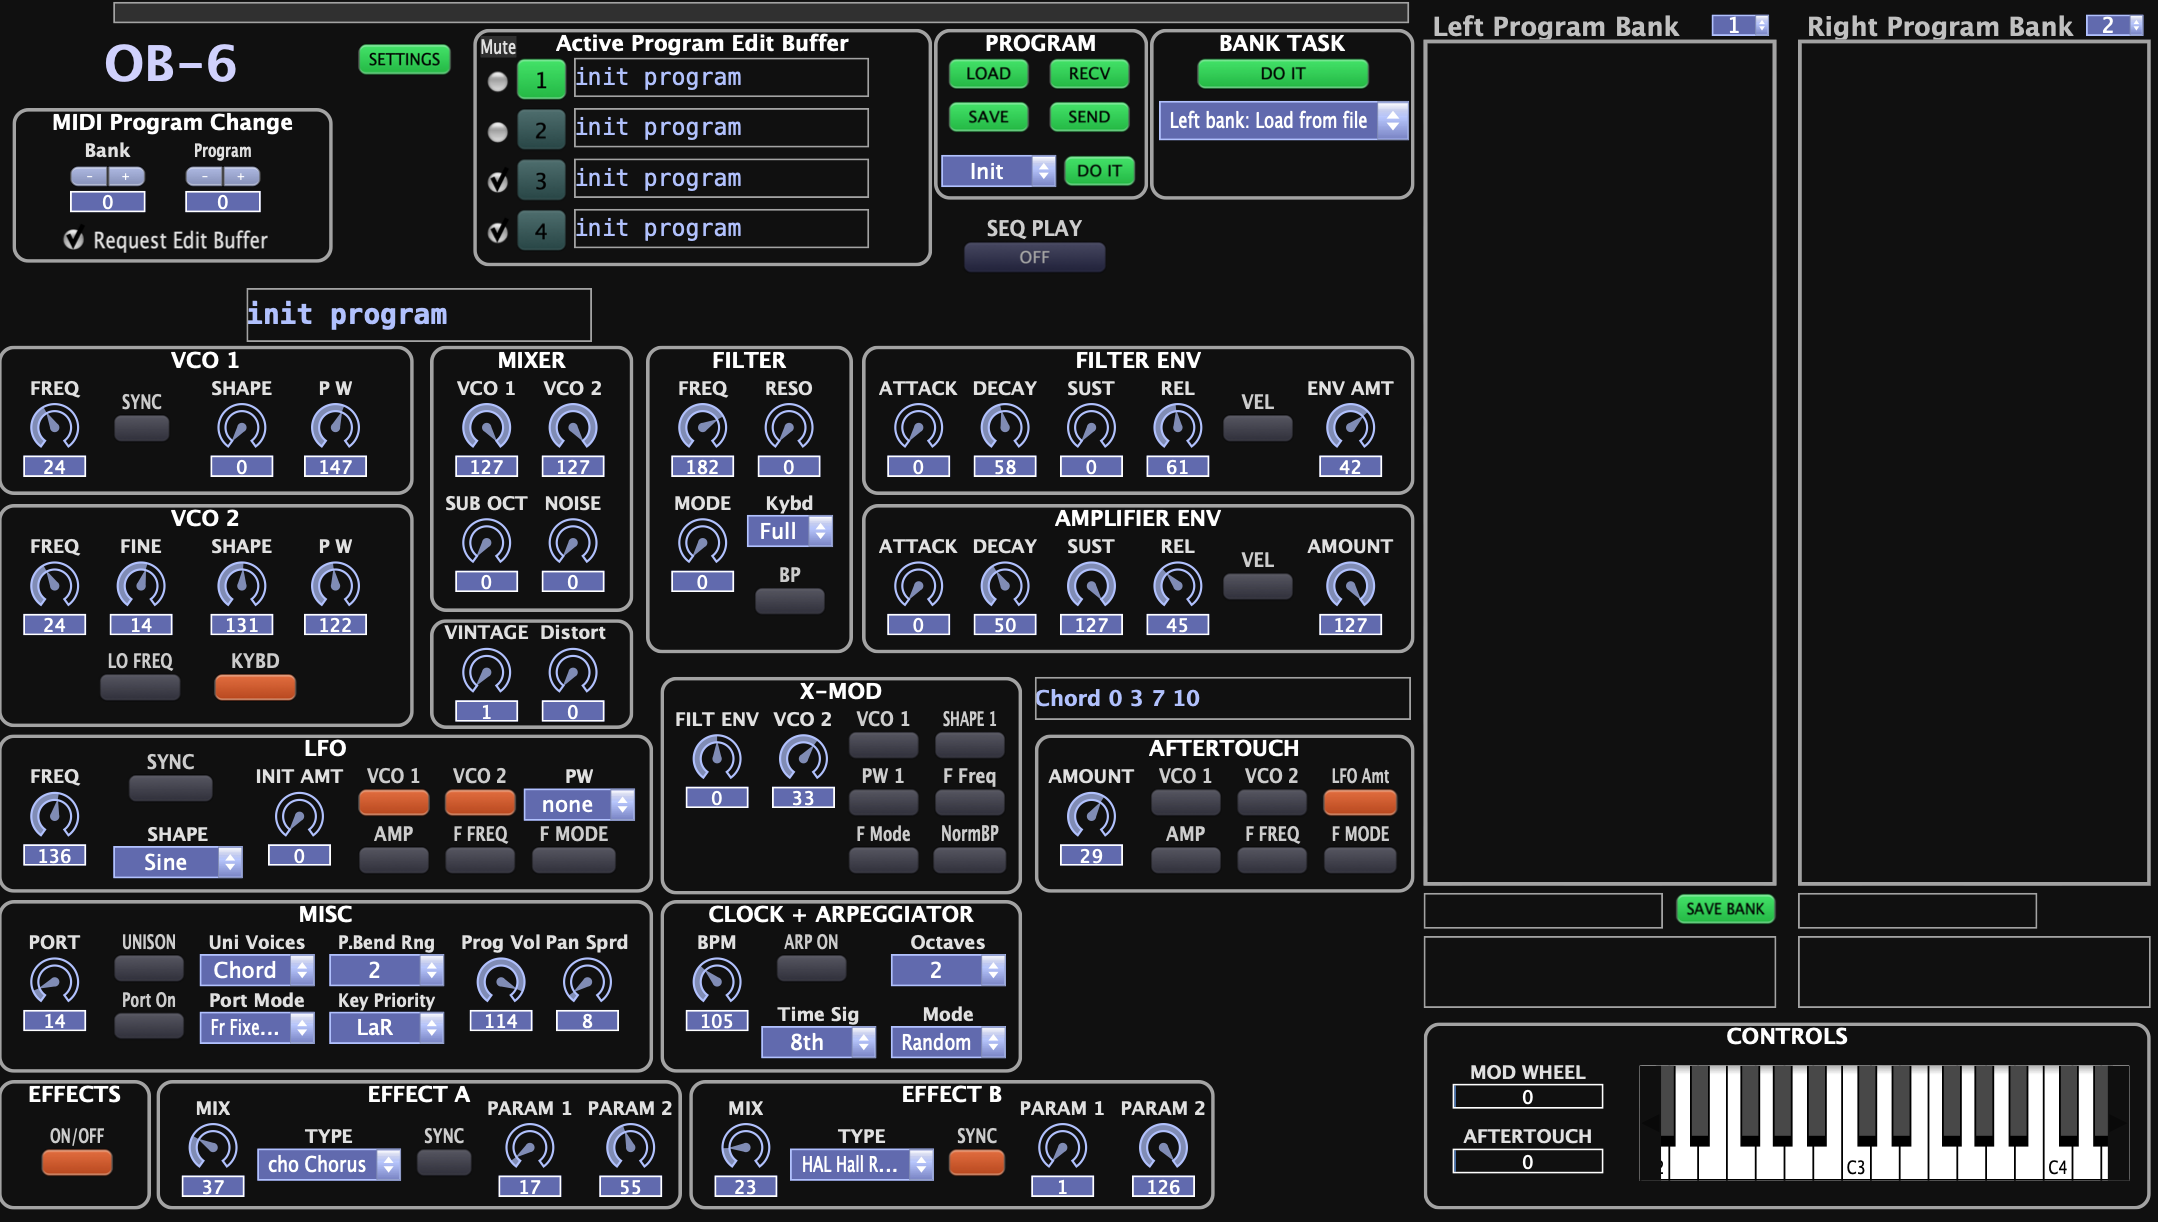 Left Program Bank 1
Right Program Bank 2
OB-6
SETTINGS
Mute
Active Program Edit Buffer
1 init program
2 init program
3 init program
4 init program
PROGRAM
LOAD RECV
SAVE SEND
Init DO IT
BANK TASK
DO IT
Left bank: Load from file
MIDI Program Change
Bank Program
- + - +
0 0
Request Edit Buffer
SEQ PLAY
OFF
init program
VCO 1
FREQ SYNC SHAPE P W
24 0 147
MIXER
VCO 1 VCO 2
127 127
SUB OCT NOISE
0 0
FILTER
FREQ RESO
182 0
MODE Kybd
Full
0 BP
FILTER ENV
ATTACK DECAY SUST REL VEL ENV AMT
0 58 0 61 42
VCO 2
FREQ FINE SHAPE P W
24 14 131 122
LO FREQ KYBD
AMPLIFIER ENV
ATTACK DECAY SUST REL VEL AMOUNT
0 50 127 45 127
VINTAGE Distort
1 0
X-MOD
FILT ENV VCO 2 VCO 1 SHAPE 1
0 33 PW 1 F Freq
F Mode NormBP
Chord 0 3 7 10
LFO
FREQ SYNC INIT AMT VCO 1 VCO 2 PW
none
SHAPE AMP F FREQ F MODE
136 Sine 0
AFTERTOUCH
AMOUNT VCO 1 VCO 2 LFO Amt
AMP F FREQ F MODE
29
SAVE BANK
MISC
PORT UNISON Uni Voices P.Bend Rng Prog Vol Pan Sprd
Chord 2
Port On Port Mode Key Priority
14 Fr Fixe... LaR 114 8
CLOCK + ARPEGGIATOR
BPM ARP ON Octaves
2
Time Sig Mode
105 8th Random
EFFECTS
ON/OFF
EFFECT A
MIX TYPE SYNC PARAM 1 PARAM 2
cho Chorus
37 17 55
EFFECT B
MIX TYPE SYNC PARAM 1 PARAM 2
HAL Hall R...
23 1 126
CONTROLS
MOD WHEEL
0
AFTERTOUCH
0
C3 C4